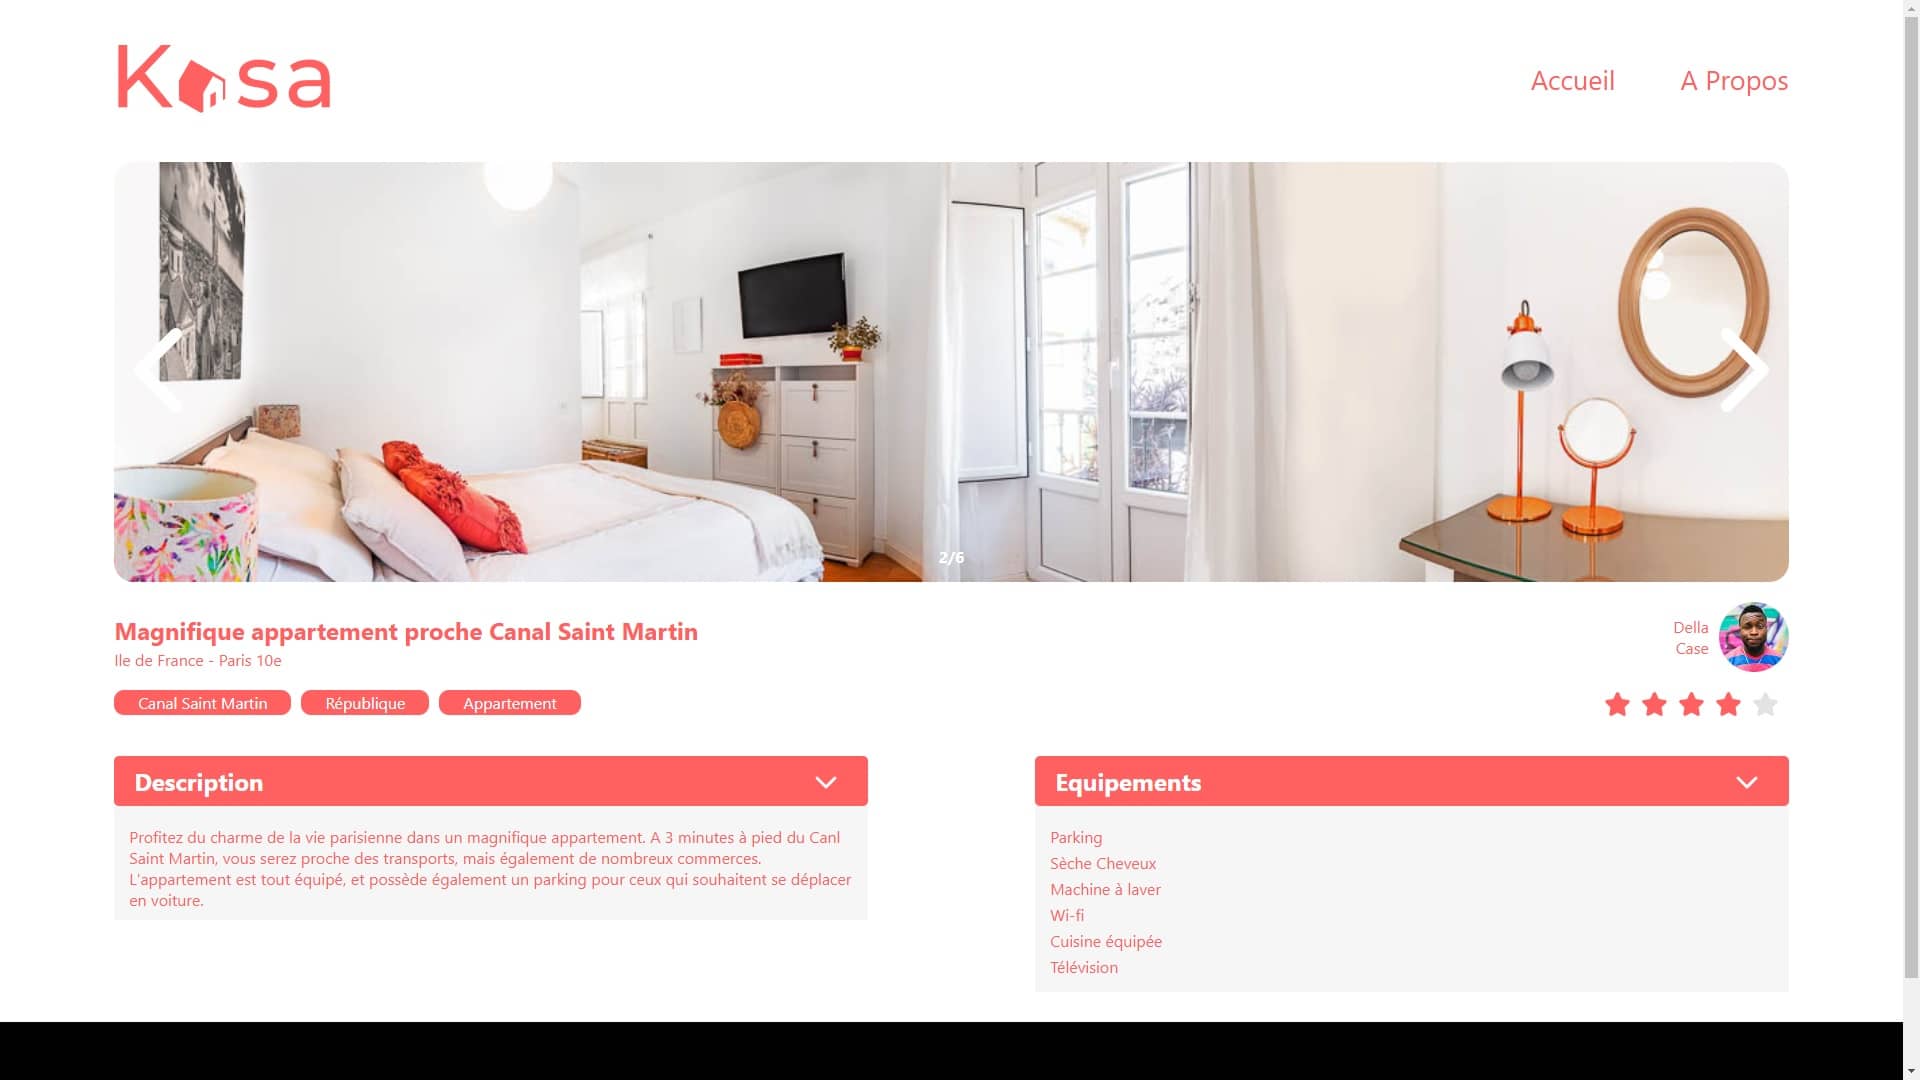 Kasa
Accueil
A Propos
2/6
Magnifique appartement proche Canal Saint Martin
Ile de France - Paris 10e
Della
Case
Canal Saint Martin
République
Appartement
Description
Profitez du charme de la vie parisienne dans un magnifique appartement. A 3 minutes à pied du Canl
Saint Martin, vous serez proche des transports, mais également de nombreux commerces.
L'appartement est tout équipé, et possède également un parking pour ceux qui souhaitent se déplacer
en voiture.
Equipements
Parking
Sèche Cheveux
Machine à laver
Wi-fi
Cuisine équipée
Télévision